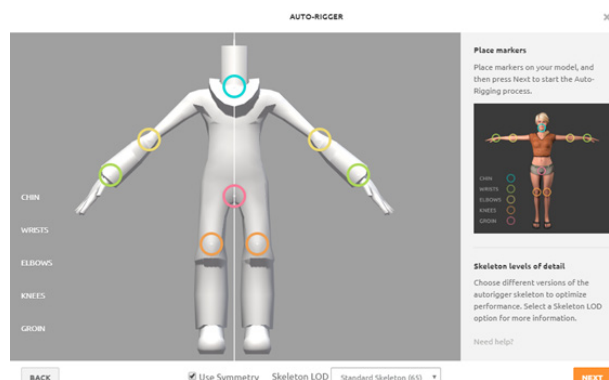 AUTO-RIGGER
Place markers
Place markers on your model, and
then press Next to start the Auto-
Rigging process.
CHIN
WRISTS
ELBOWS
KNEES
GROIN
CHIN
WRISTS
ELBOWS
KNEES
GROIN
Skeleton levels of detail
Choose different versions of the
autorigger skeleton to optimize
performance. Select a Skeleton LOD
option for more information.
Need help?
BACK
Use Symmetry
Skeleton LOD
Standard Skeleton (65)
NEXT